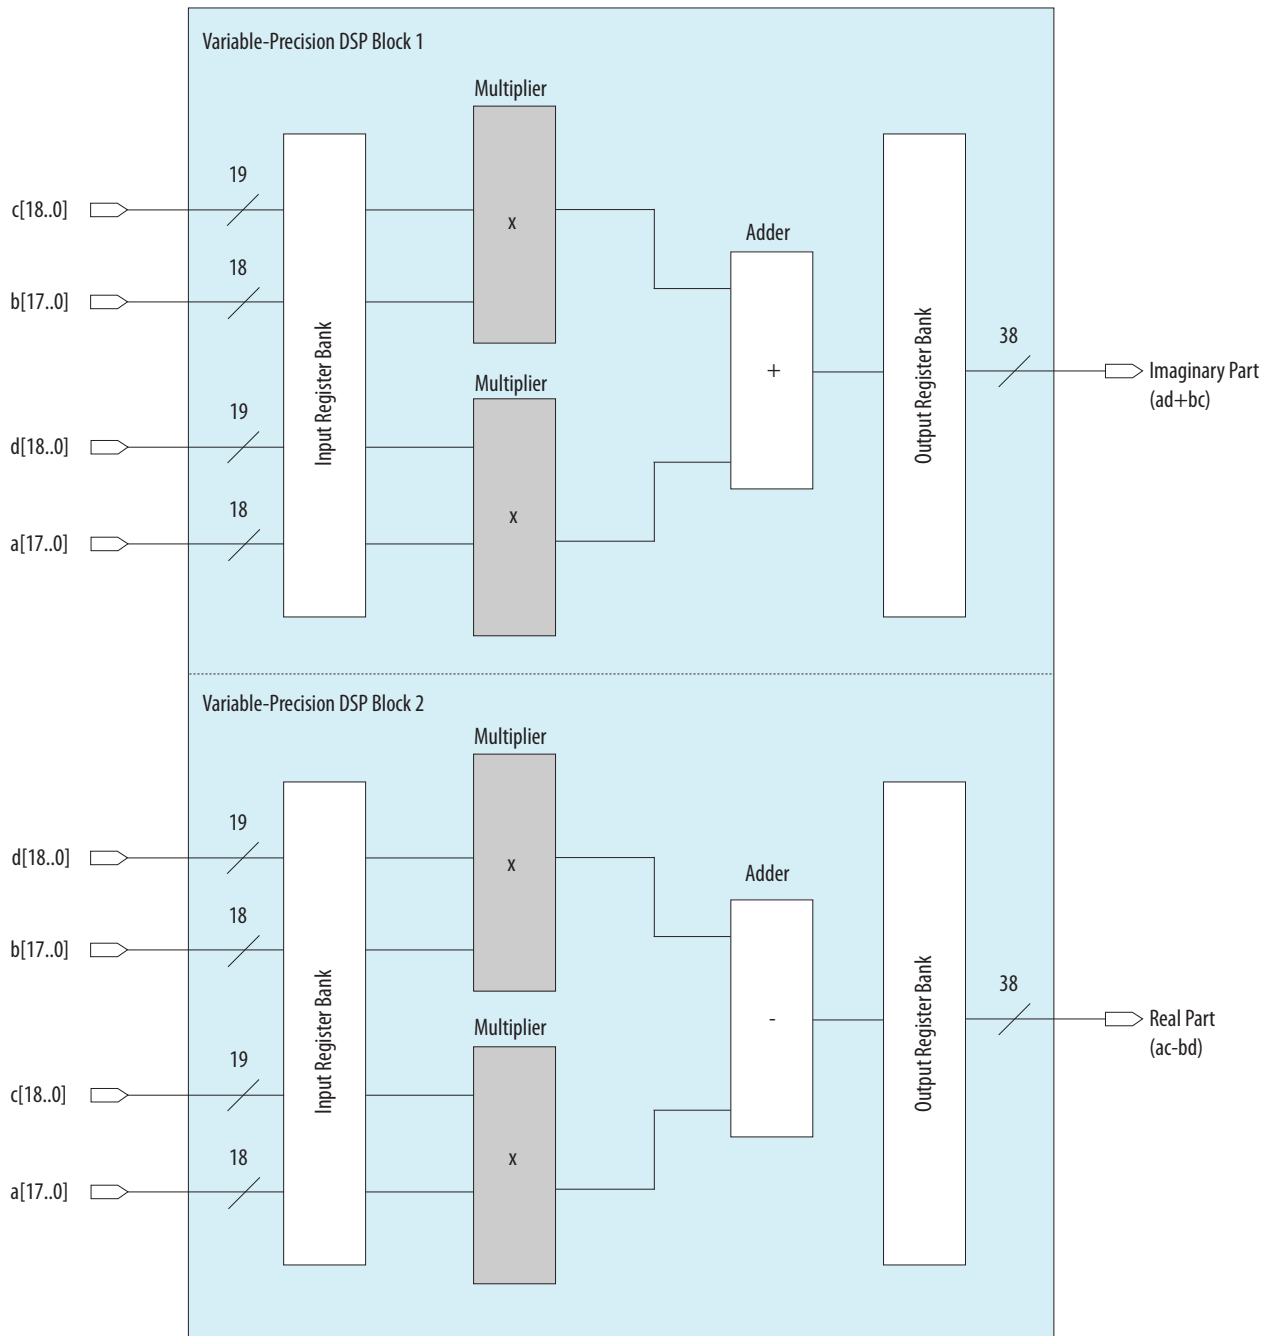 Variable-Precision DSP Block 1
Multiplier
19
c[18..0]
x
Adder
18
b[17..0]
Input Register Bank
Output Register Bank
38
+
Imaginary Part
(ad+bc)
Multiplier
19
d[18..0]
18
x
a[17..0]
Variable-Precision DSP Block 2
Multiplier
19
d[18..0]
x
Adder
18
b[17..0]
Input Register Bank
Output Register Bank
38
-
Real Part
(ac-bd)
Multiplier
19
c[18..0]
18
x
a[17..0]